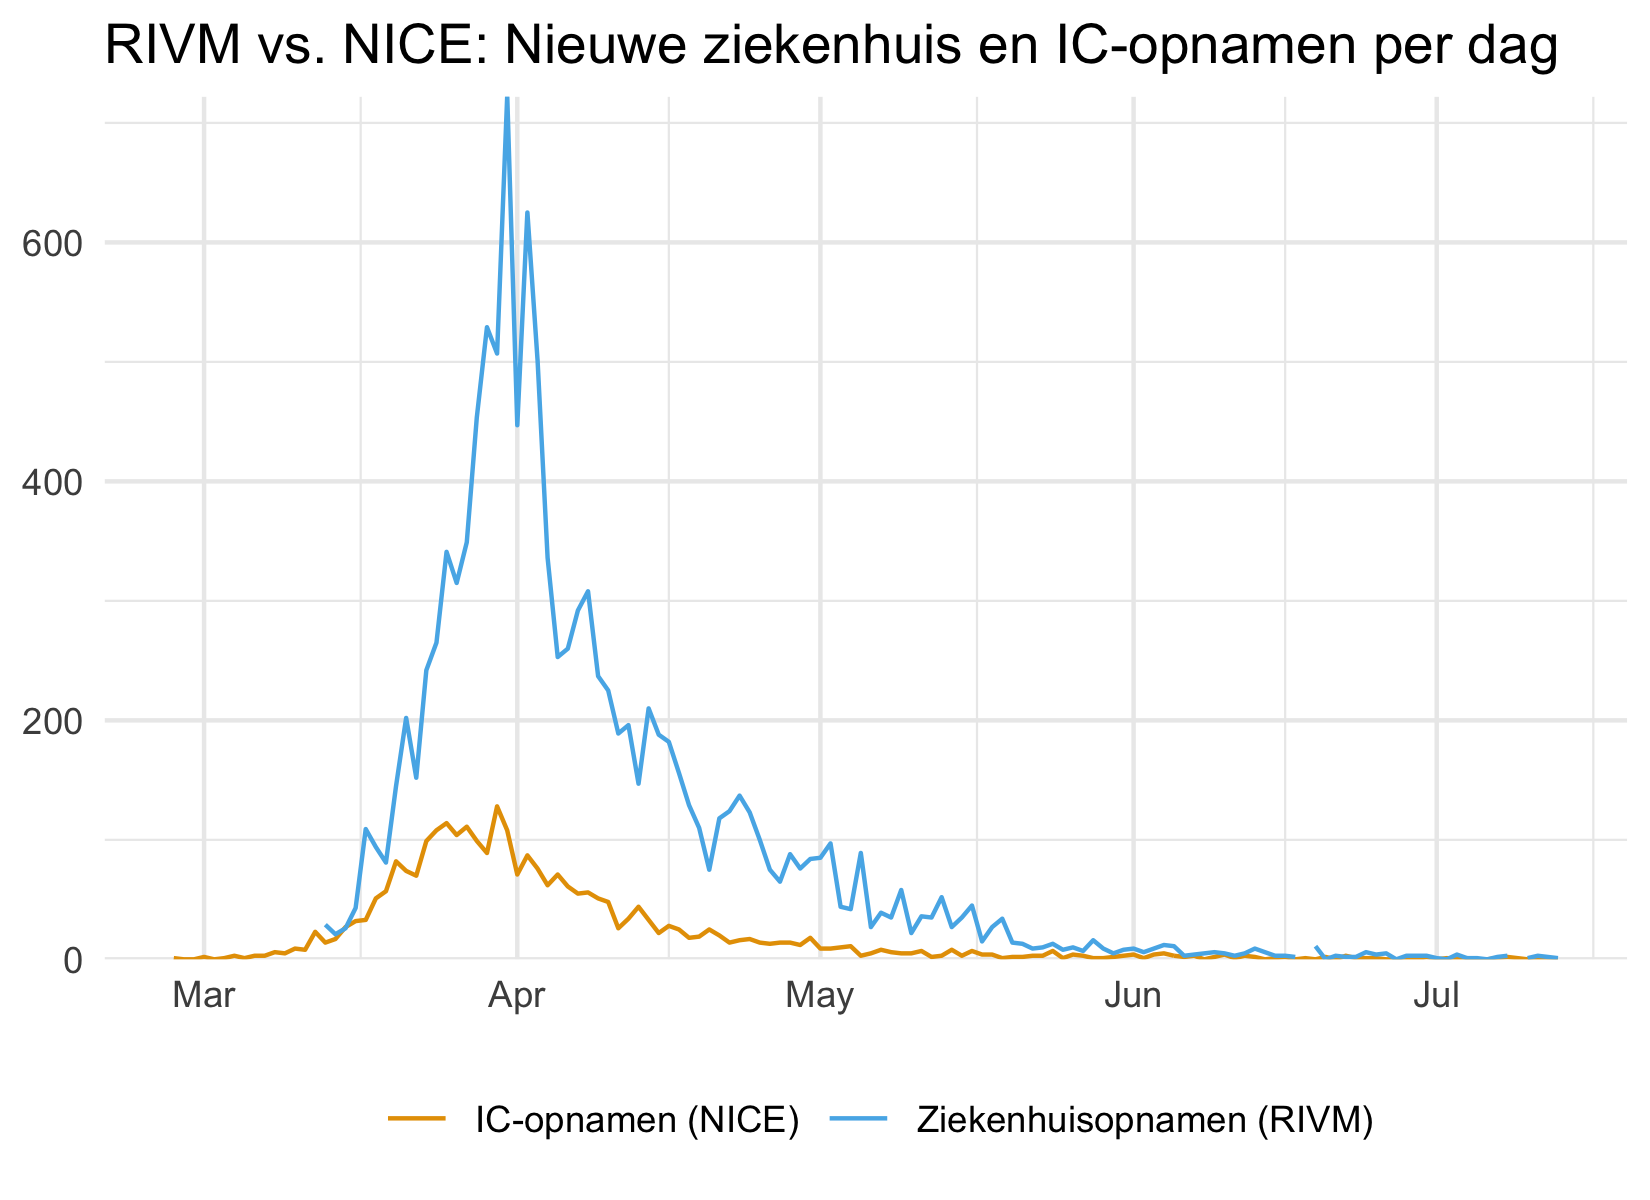 RIVM vs. NICE: Nieuwe ziekenhuis en IC-opnamen per dag
600
400
200
0
Mar Apr May Jun Jul
IC-opnamen (NICE) Ziekenhuisopnamen (RIVM)